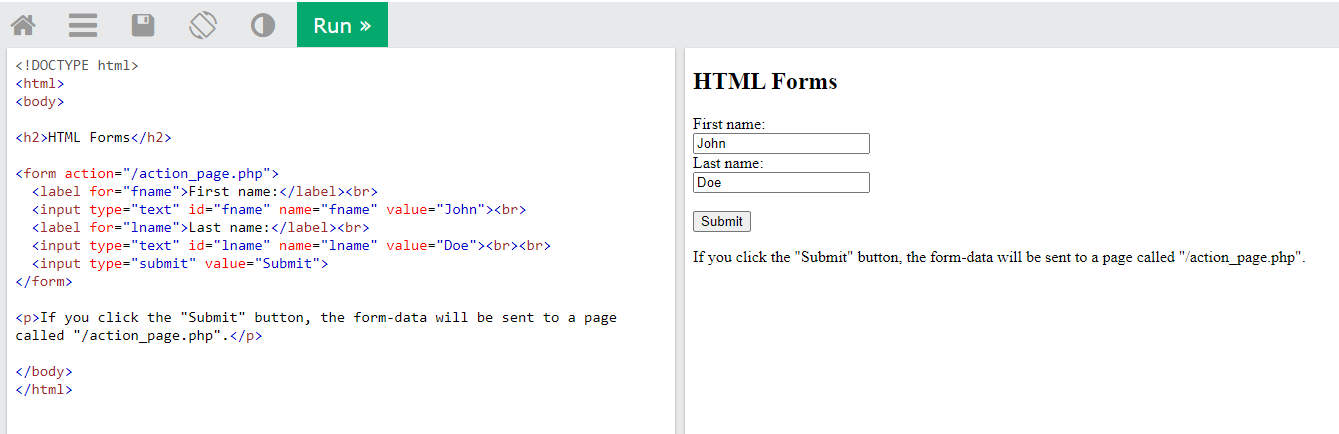 Run »
<!DOCTYPE html>
<html>
<body>
<h2>HTML Forms</h2>
<form action="/action_page.php">
<label for="fname">First name:</label><br>
<input type="text" id="fname" name="fname" value="John"><br>
<label for="lname">Last name:</label><br>
<input type="text" id="lname" name="lname" value="Doe"><br><br>
<input type="submit" value="Submit">
</form>
<p>If you click the "Submit" button, the form-data will be sent to a page
called "/action_page.php".</p>
</body>
</html>
HTML Forms
First name:
John
Last name:
Doe
Submit
If you click the "Submit" button, the form-data will be sent to a page called "/action_page.php".